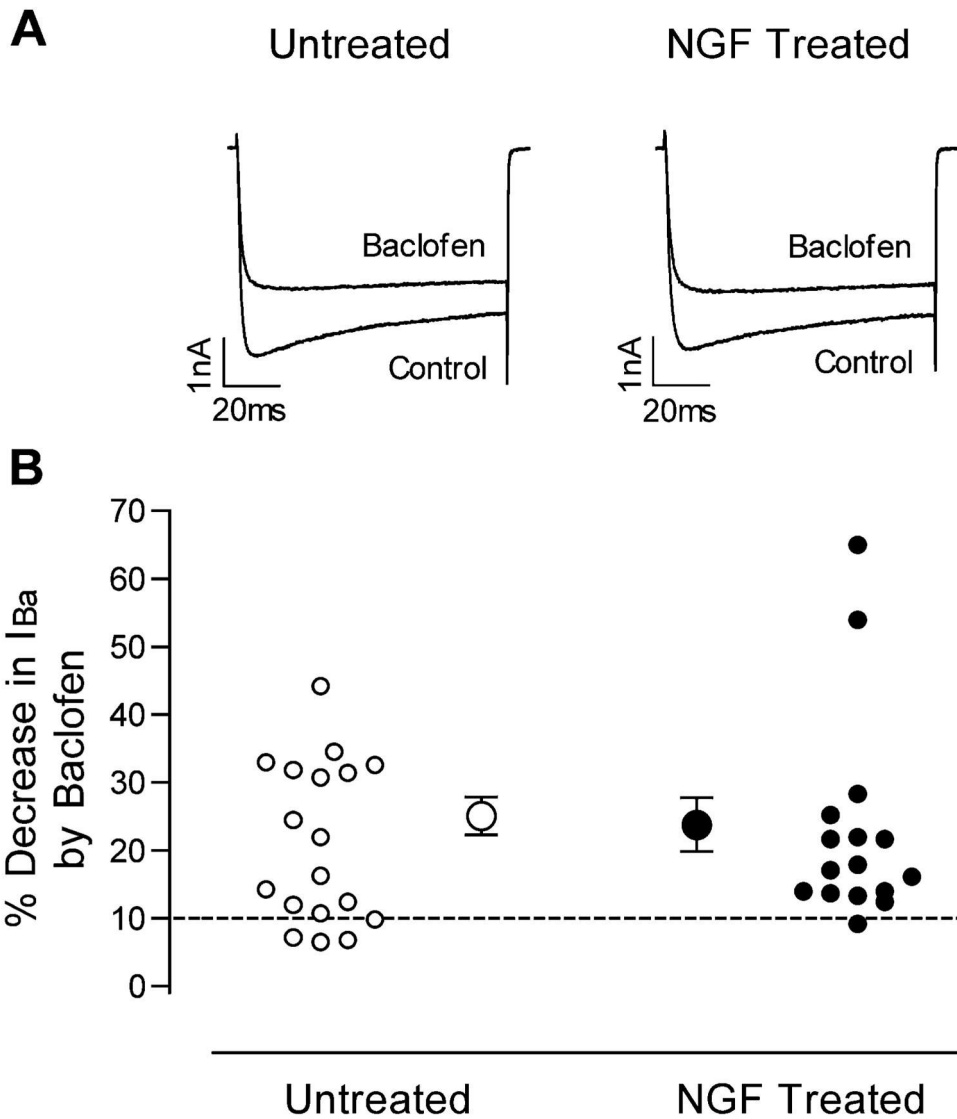 A
Untreated
NGF Treated
Baclofen
Control
1nA
20ms
Baclofen
Control
1nA
20ms
B
% Decrease in IBa
by Baclofen
70
60
50
40
30
20
10
0
Untreated
NGF Treated